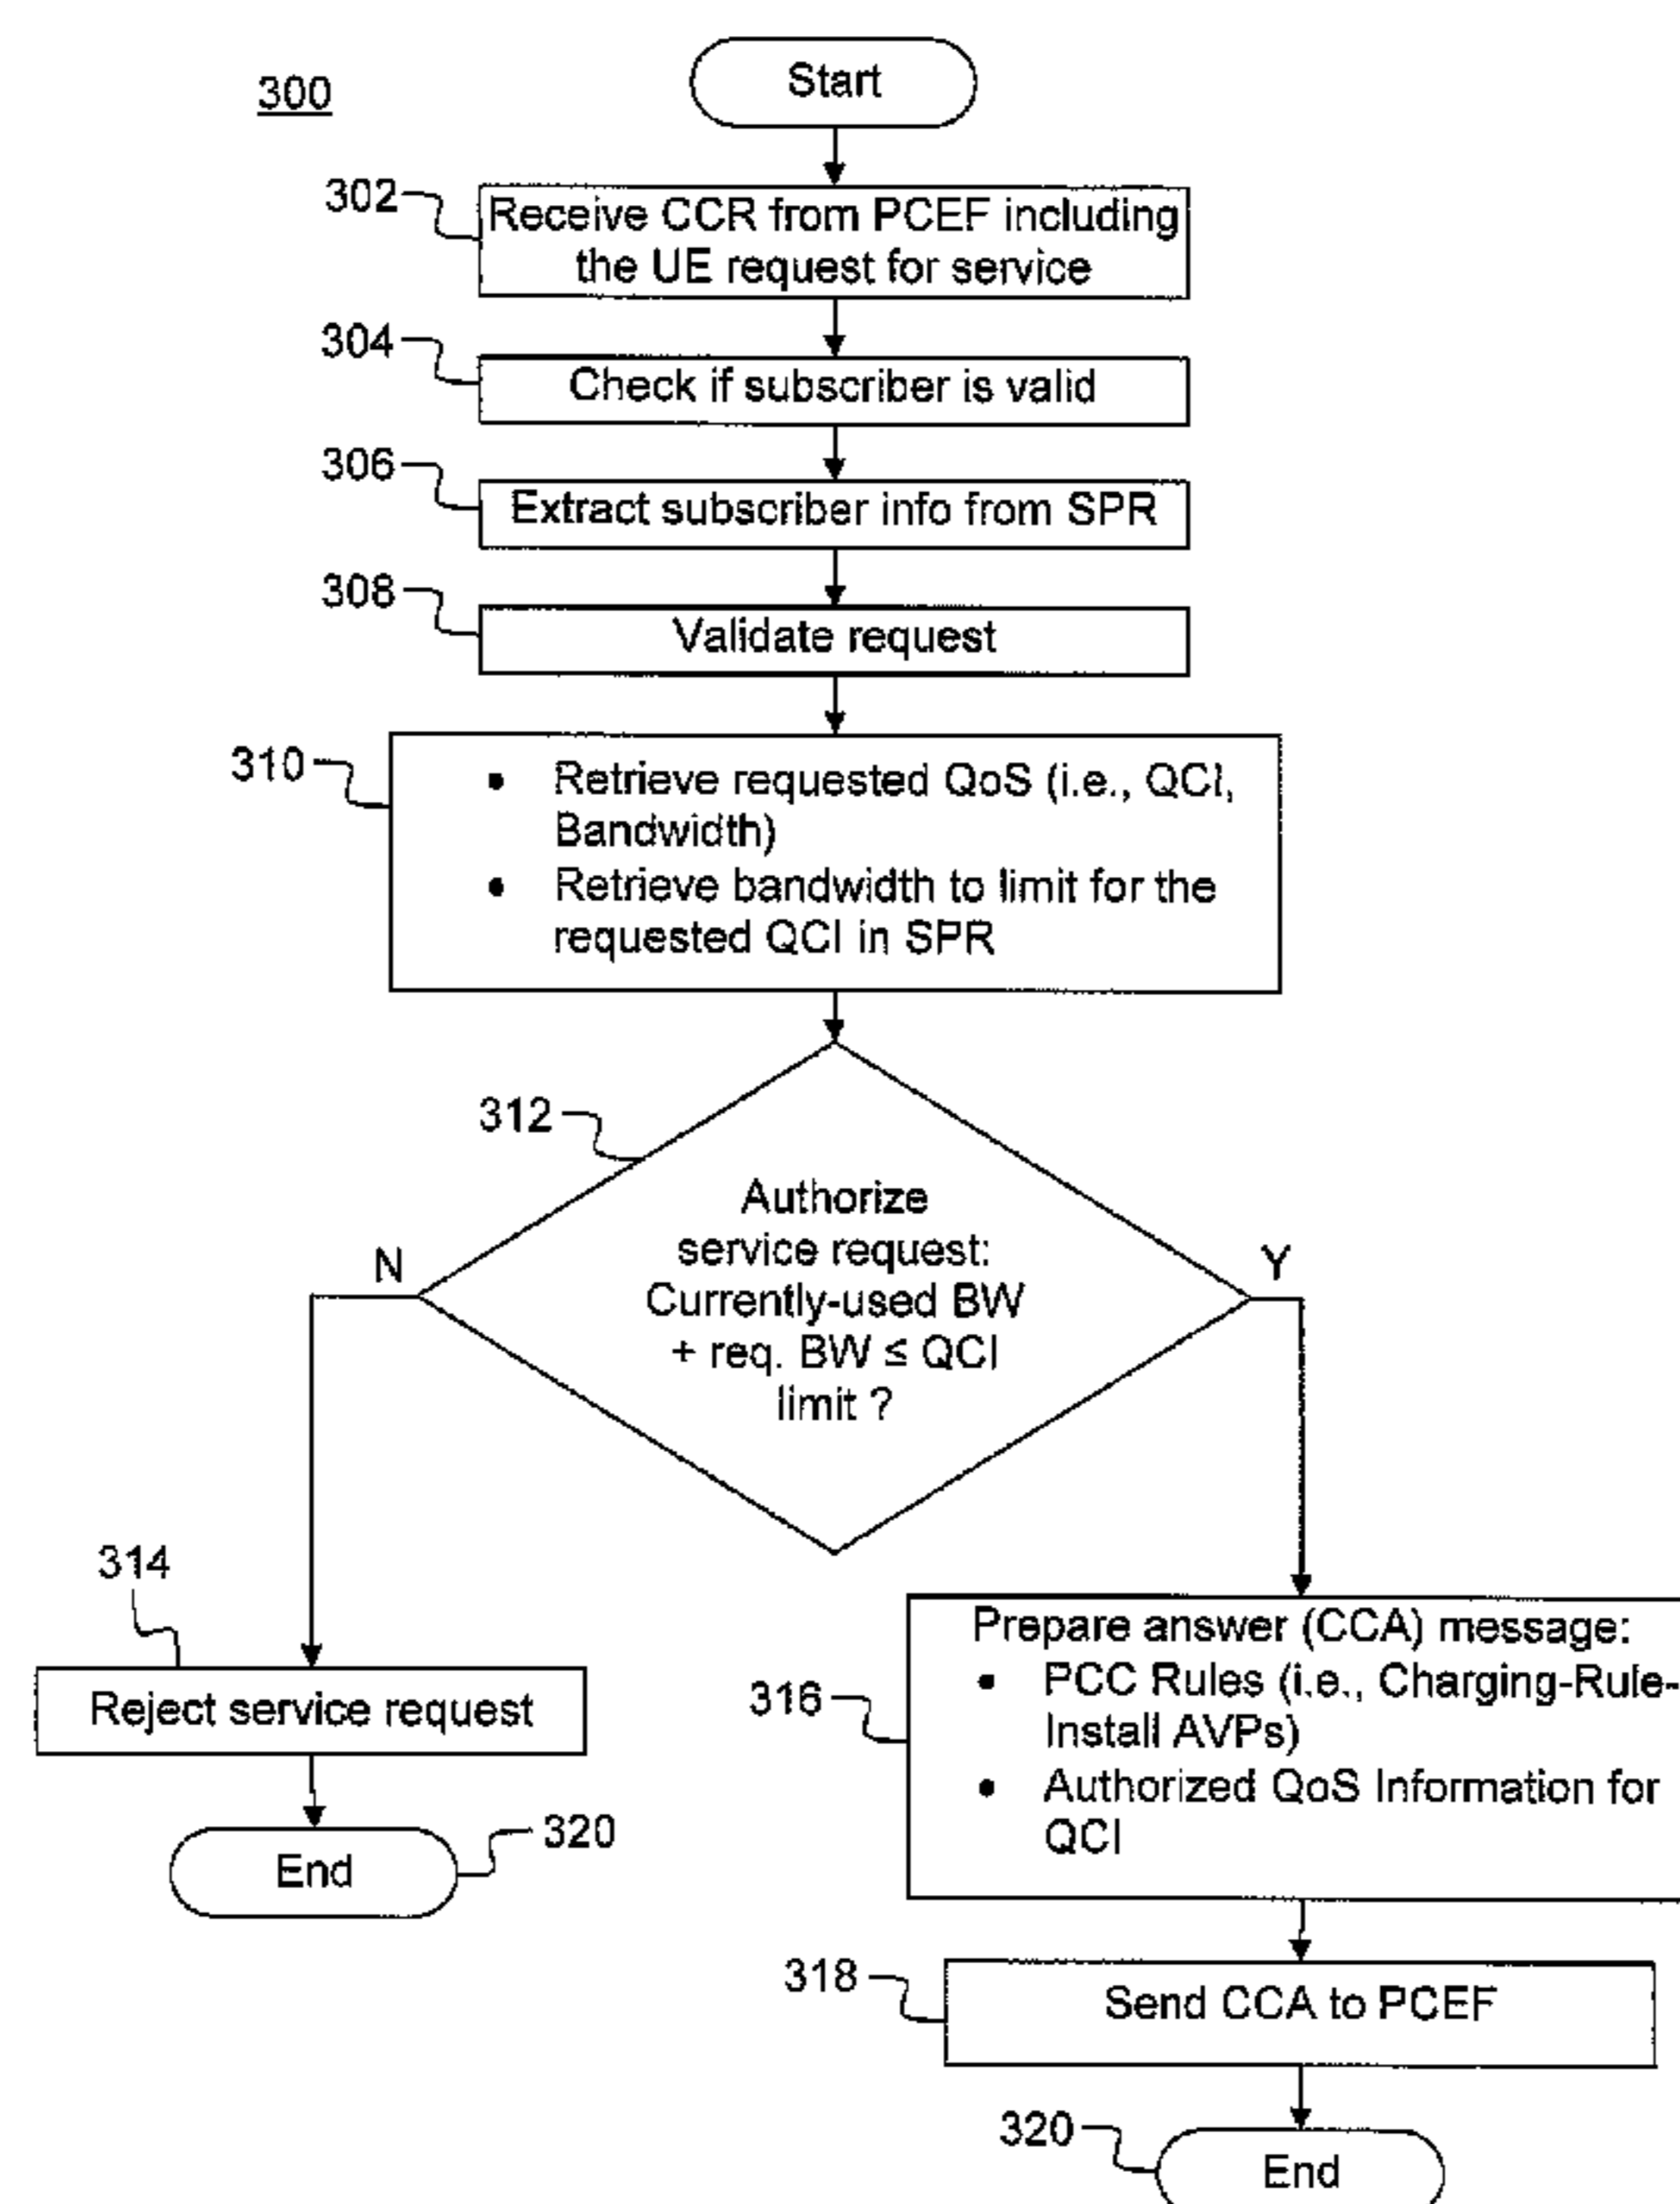 300
Start
302
Receive CCR from PCEF including
the UE request for service
304
Check if subscriber is valid
306
Extract subscriber info from SPR
308
Validate request
310
• Retrieve requested QoS (i.e., QCI,
Bandwidth)
• Retrieve bandwidth to limit for the
requested QCI in SPR
312
Authorize
service request:
Currently-used BW
+ req. BW ≤ QCI
limit ?
N
Y
314
Reject service request
320
End
316
Prepare answer (CCA) message:
• PCC Rules (i.e., Charging-Rule-
Install AVPs)
• Authorized QoS Information for
QCI
318
Send CCA to PCEF
320
End